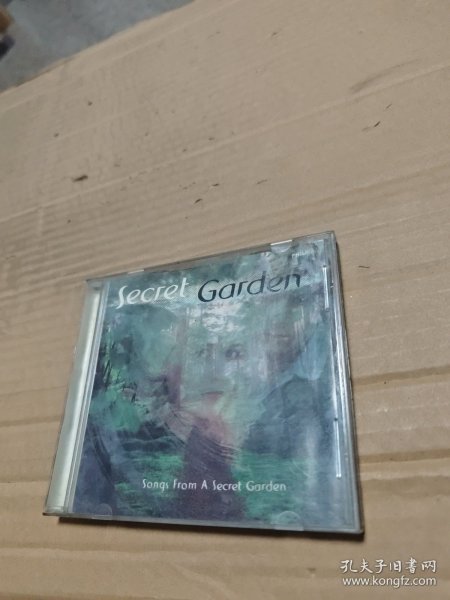 Secret Garden
Songs From A Secret Garden
孔夫子旧书网
www.kongfz.com